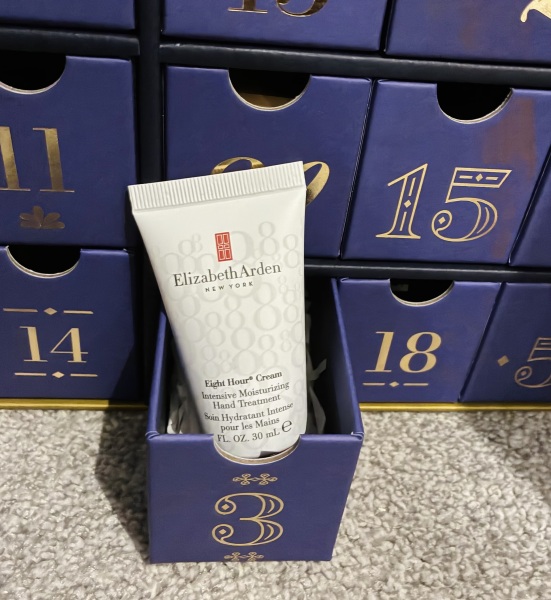 11
15
ElizabethArden
NEW YORK
14
18
Eight Hour® Cream
Intensive Moisturizing
Hand Treatment
Soin Hydratant Intense
pour les Mains
FL. OZ. 30 mL e
3